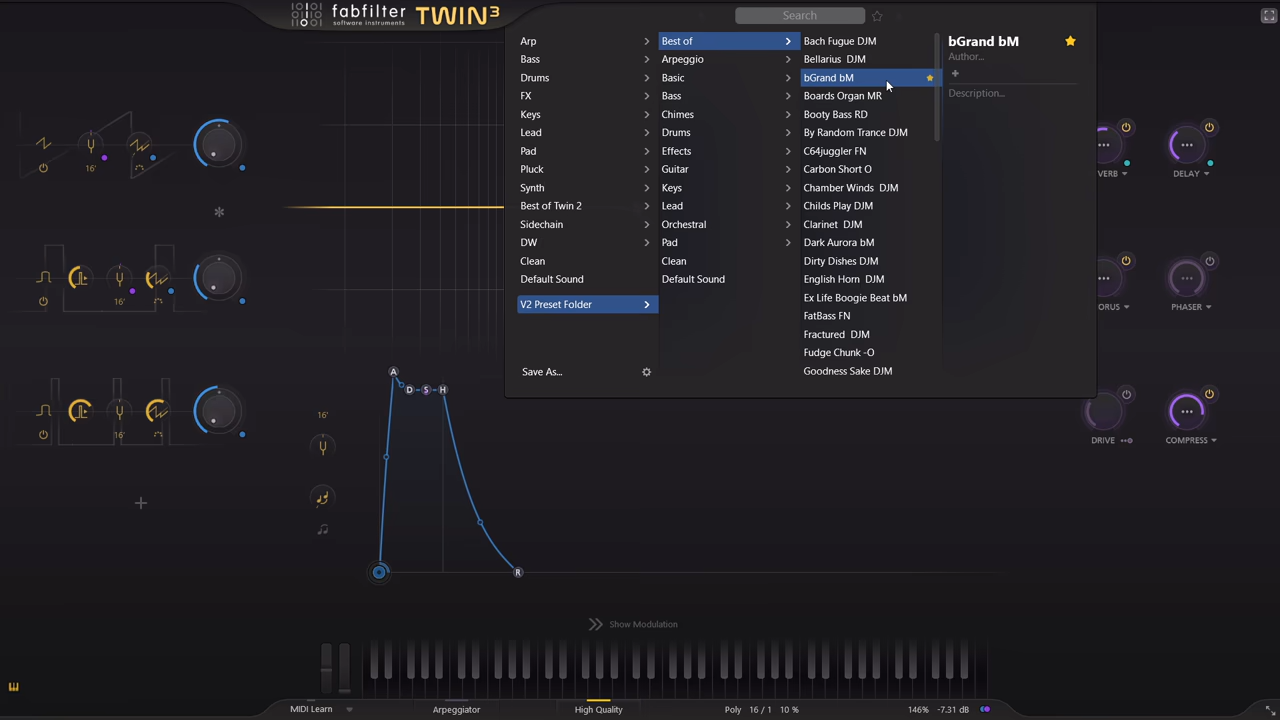 fabfilter
software instruments
TWIN3
Search
Arp
Bass
Drums
FX
Keys
Lead
Pad
Pluck
Synth
Best of Twin 2
Sidechain
DW
Clean
Default Sound
V2 Preset Folder
Save As...
Best of
Arpeggio
Basic
Bass
Chimes
Drums
Effects
Guitar
Keys
Lead
Orchestral
Pad
Clean
Default Sound
Bach Fugue DJM
Bellarius DJM
bGrand bM
Boards Organ MR
Booty Bass RD
By Random Trance DJM
C64juggler FN
Carbon Short O
Chamber Winds DJM
Childs Play DJM
Clarinet DJM
Dark Aurora bM
Dirty Dishes DJM
English Horn DJM
Ex Life Boogie Beat bM
FatBass FN
Fractured DJM
Fudge Chunk -O
Goodness Sake DJM
bGrand bM
Author...
Description...
16'
16'
16'
16'
A
D
S
H
R
VERB
DELAY
ORUS
PHASER
DRIVE
COMPRESS
Show Modulation
MIDI Learn
Arpeggiator
High Quality
Poly 16 / 1 10 %
146% -7.31 dB